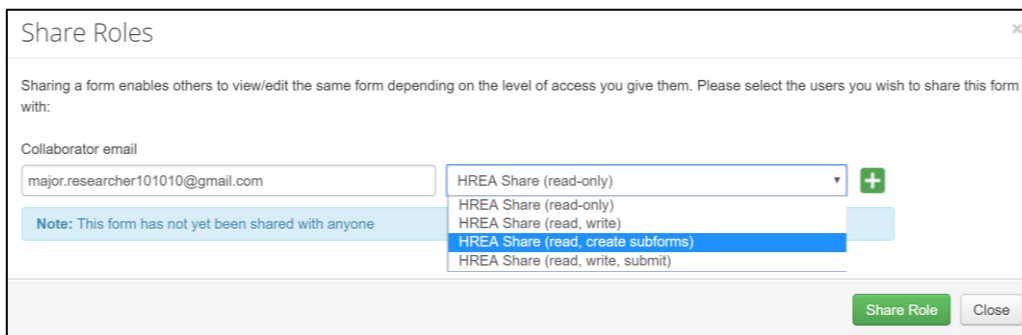 Share Roles
×
Sharing a form enables others to view/edit the same form depending on the level of access you give them. Please select the users you wish to share this form
with:
Collaborator email
major.researcher101010@gmail.com
HREA Share (read-only)
HREA Share (read-only)
Note: This form has not yet been shared with anyone
HREA Share (read, write)
HREA Share (read, create subforms)
HREA Share (read, write, submit)
Share Role Close